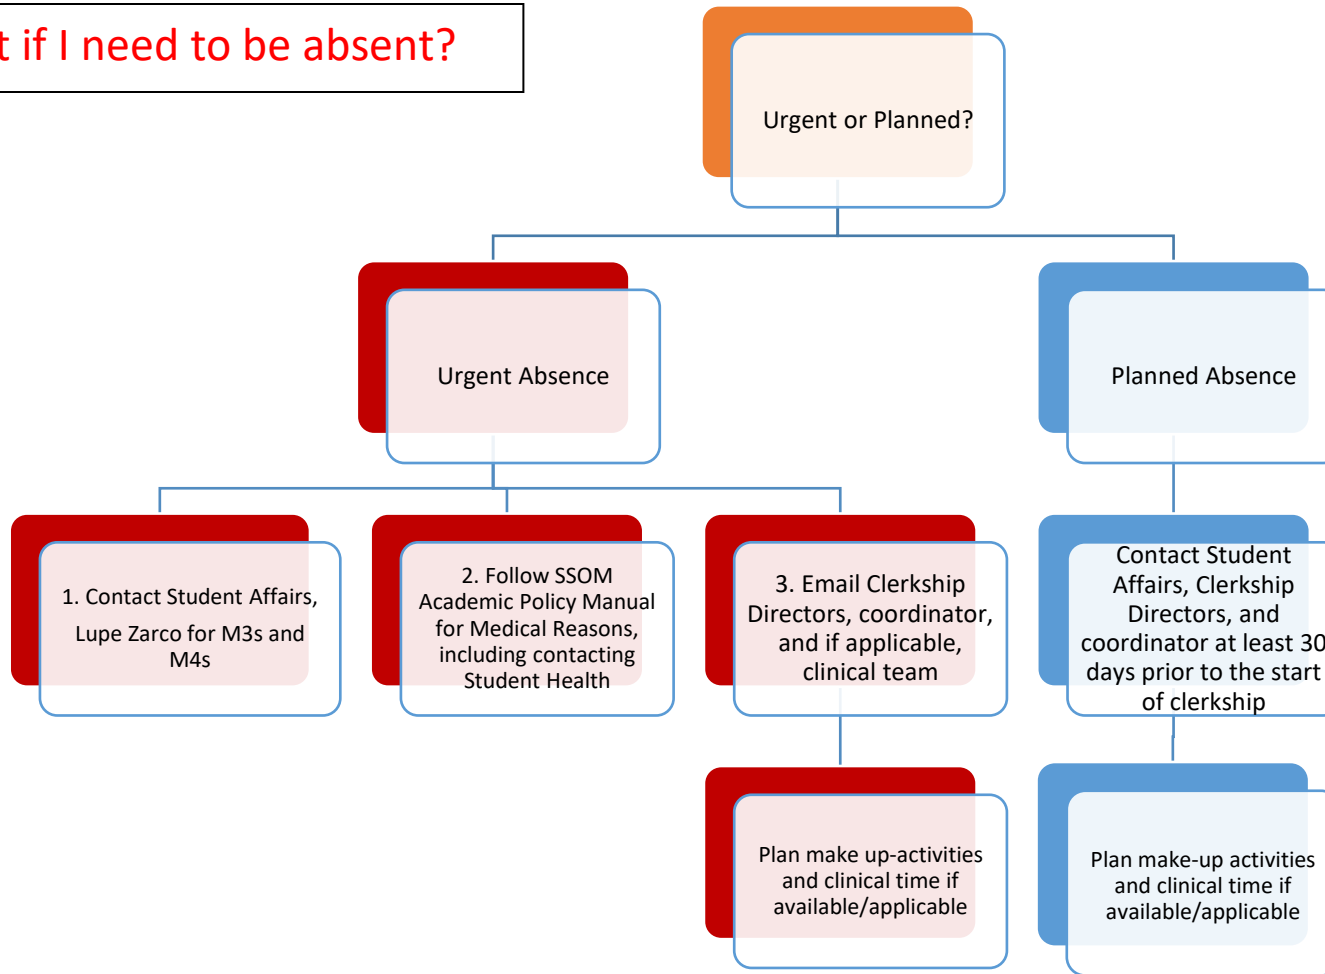 t if I need to be absent?
Urgent or Planned?
Urgent Absence
Planned Absence
1. Contact Student Affairs,
Lupe Zarco for M3s and
M4s
2. Follow SSOM
Academic Policy Manual
for Medical Reasons,
including contacting
Student Health
3. Email Clerkship
Directors, coordinator,
and if applicable,
clinical team
Contact Student
Affairs, Clerkship
Directors, and
coordinator at least 30
days prior to the start
of clerkship
Plan make up-activities
and clinical time if
available/applicable
Plan make-up activities
and clinical time if
available/applicable